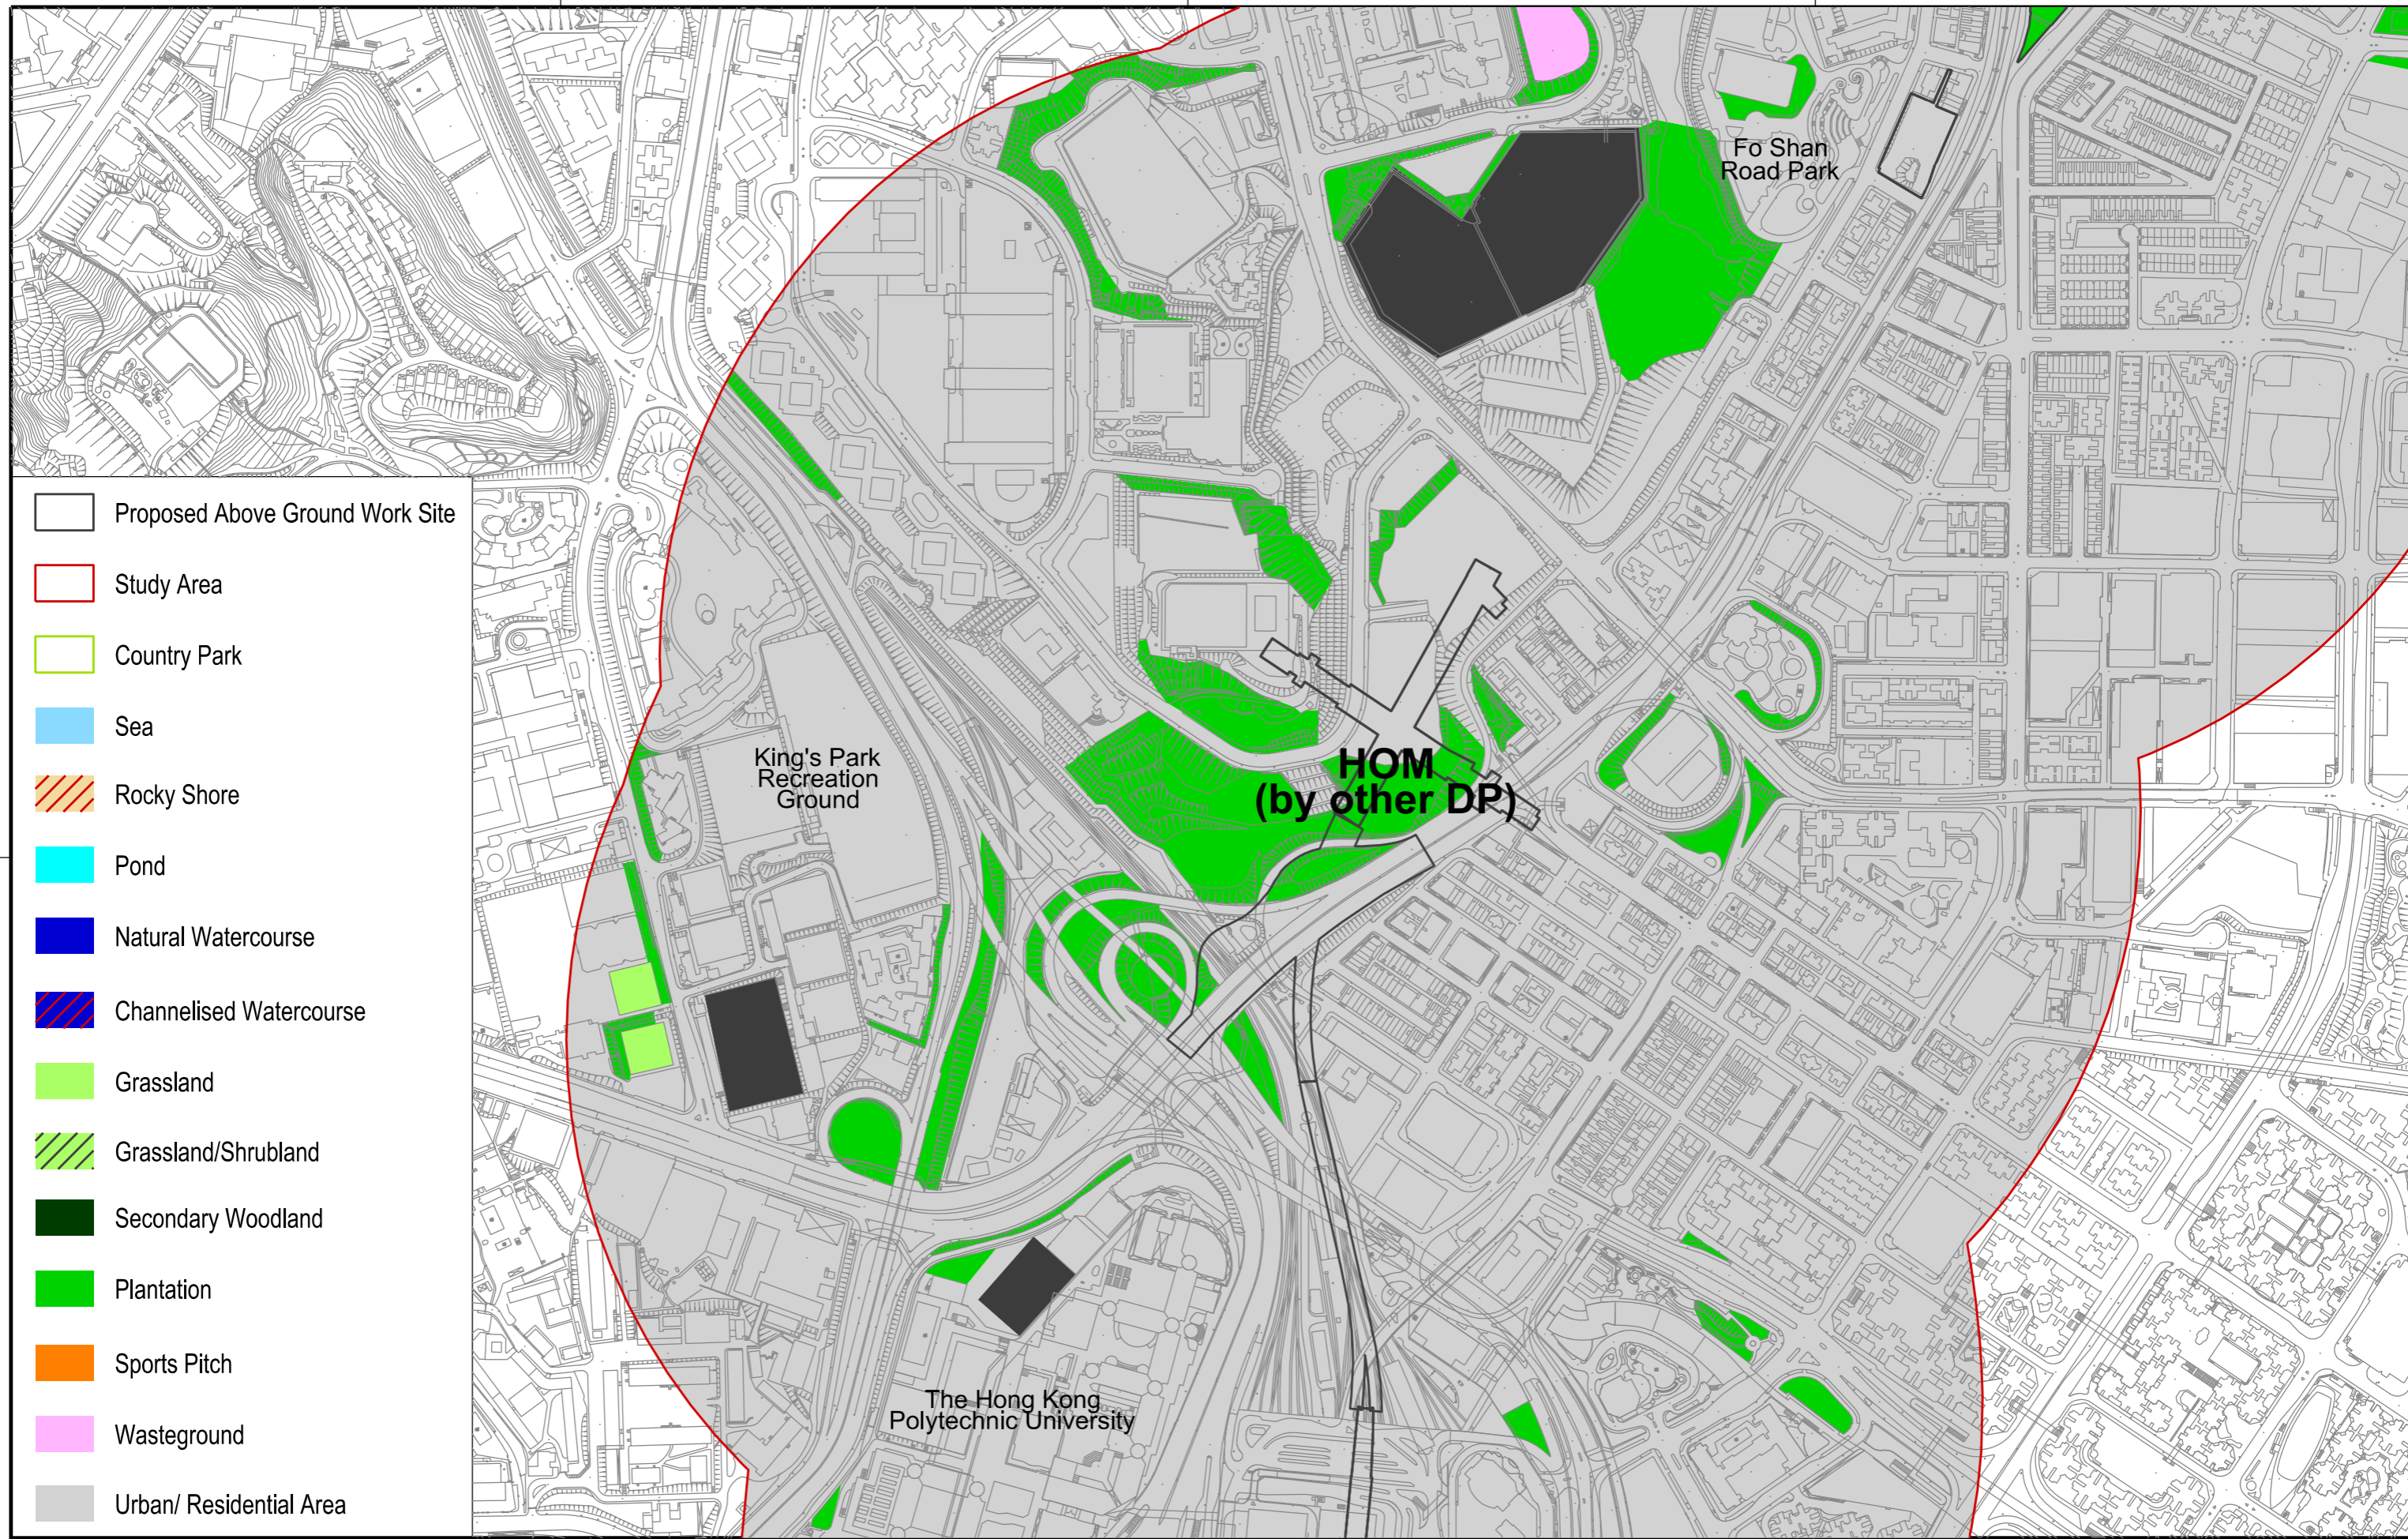 Fo Shan
Road Park
Proposed Above Ground Work Site
Study Area
Country Park
Sea
Rocky Shore
Pond
Natural Watercourse
Channelised Watercourse
Grassland
Grassland/Shrubland
Secondary Woodland
Plantation
Sports Pitch
Wasteground
Urban/ Residential Area
King's Park
Recreation
Ground
HOM
(by other DP)
The Hong Kong
Polytechnic University